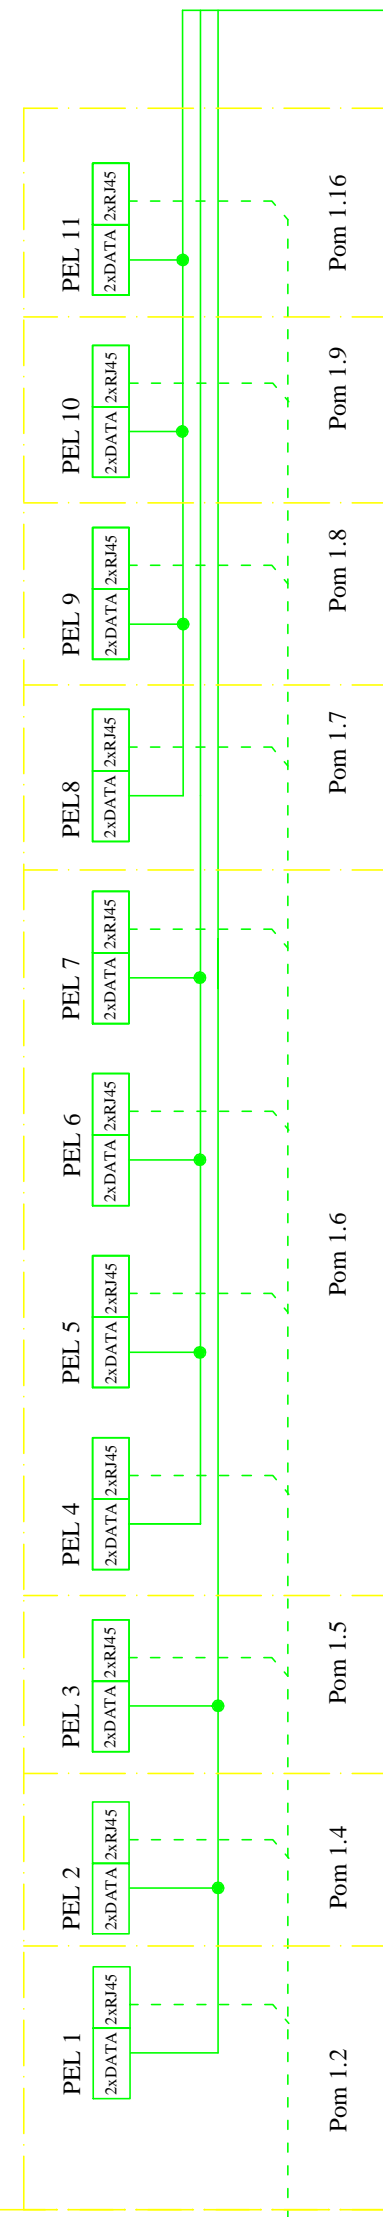 PEL 11
2xDATA 2xRJ45
Pom 1.16
PEL 10
2xDATA 2xRJ45
Pom 1.9
PEL 9
2xDATA 2xRJ45
Pom 1.8
PEL8
2xDATA 2xRJ45
Pom 1.7
PEL 7
2xDATA 2xRJ45
PEL 6
2xDATA 2xRJ45
PEL 5
2xDATA 2xRJ45
PEL 4
2xDATA 2xRJ45
Pom 1.6
PEL 3
2xDATA 2xRJ45
Pom 1.5
PEL 2
2xDATA 2xRJ45
Pom 1.4
PEL 1
2xDATA 2xRJ45
Pom 1.2